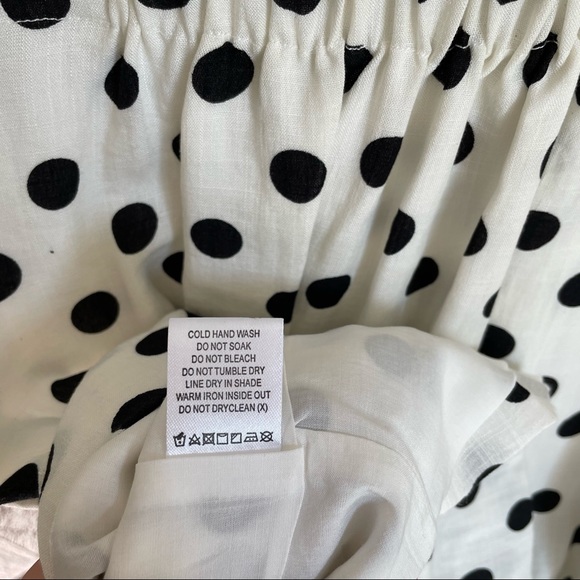 COLD HAND WASH
DO NOT SOAK
DO NOT BLEACH
DO NOT TUMBLE DRY
LINE DRY IN SHADE
WARM IRON INSIDE OUT
DO NOT DRYCLEAN (X)